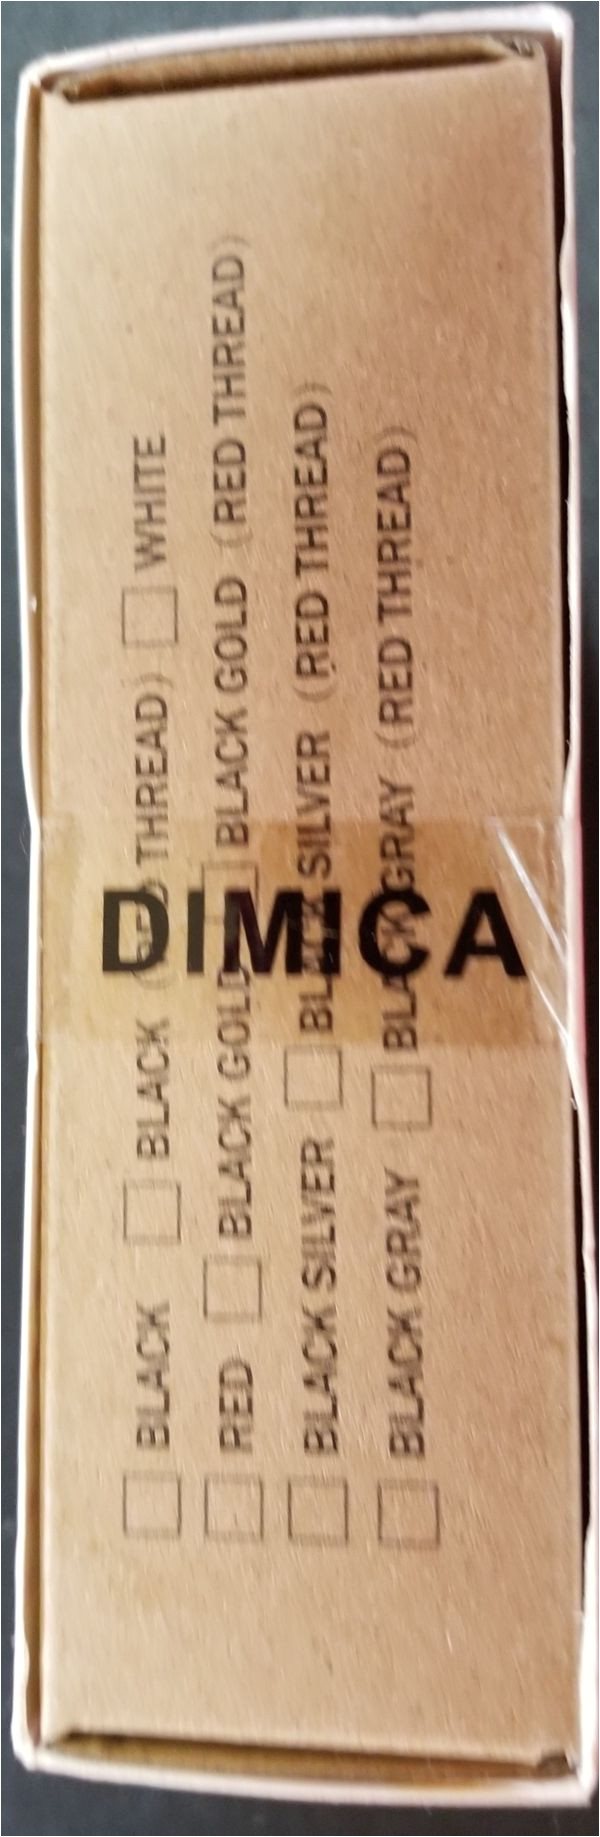 ☐ BLACK ☐ BLACK (RED THREAD) ☐ WHITE
☐ RED ☐ BLACK GOLD ☐ BLACK GOLD (RED THREAD)
☐ BLACK SILVER ☐ BLACK SILVER (RED THREAD)
☐ BLACK GRAY ☐ BLACK GRAY (RED THREAD)
DIMICA